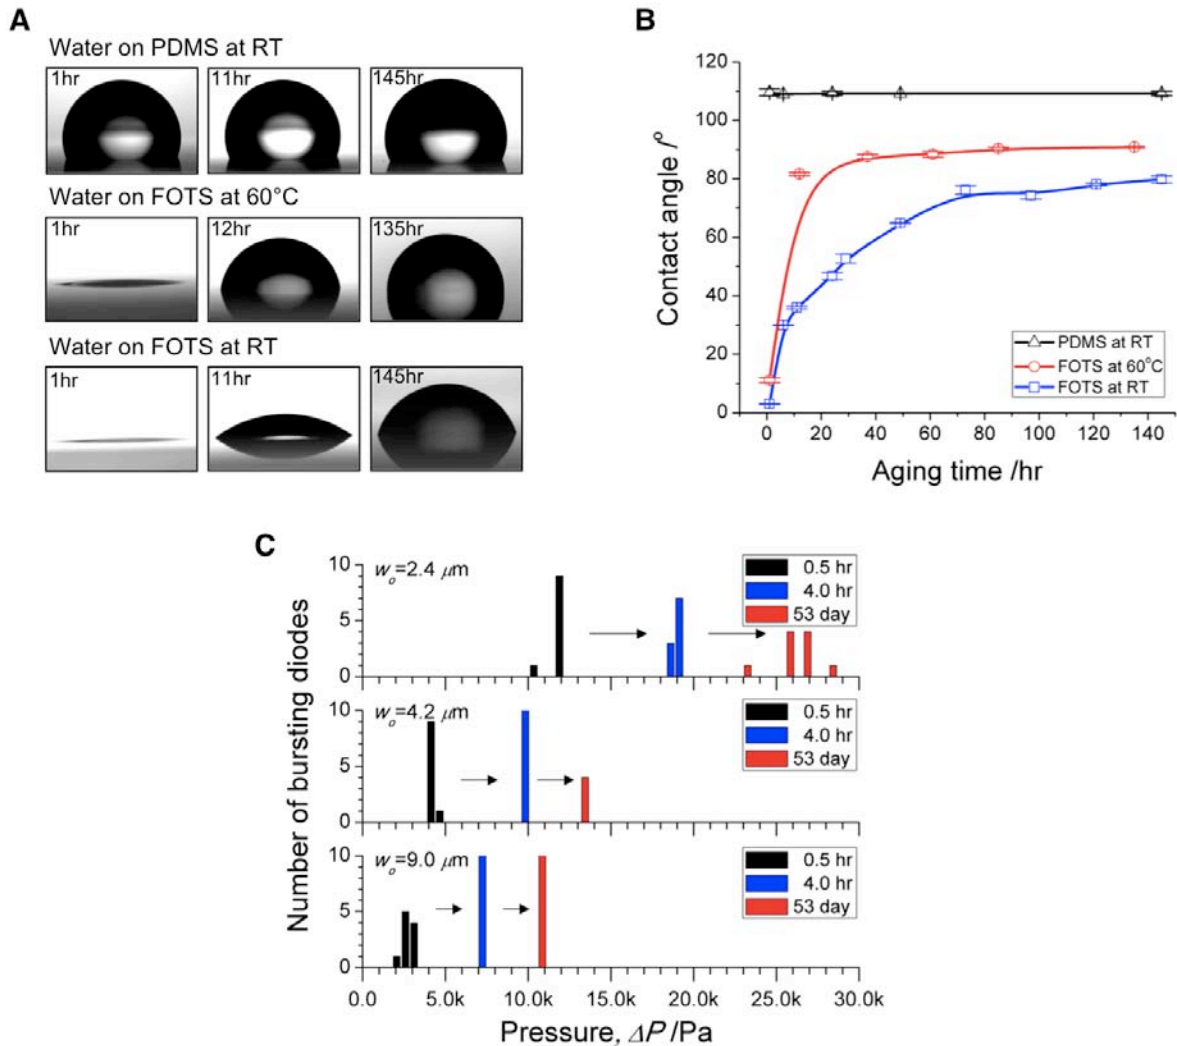 A
Water on PDMS at RT
1hr
11hr
145hr
Water on FOTS at 60°C
1hr
12hr
135hr
Water on FOTS at RT
1hr
11hr
145hr
B
Contact angle /º
120
100
80
60
40
20
0
0 20 40 60 80 100 120 140
Aging time /hr
PDMS at RT
FOTS at 60°C
FOTS at RT
C
Number of bursting diodes
10
5
0
wₒ=2.4 μm
0.5 hr
4.0 hr
53 day
10
5
0
wₒ=4.2 μm
0.5 hr
4.0 hr
53 day
10
5
0
wₒ=9.0 μm
0.5 hr
4.0 hr
53 day
0.0 5.0k 10.0k 15.0k 20.0k 25.0k 30.0k
Pressure, ΔP /Pa